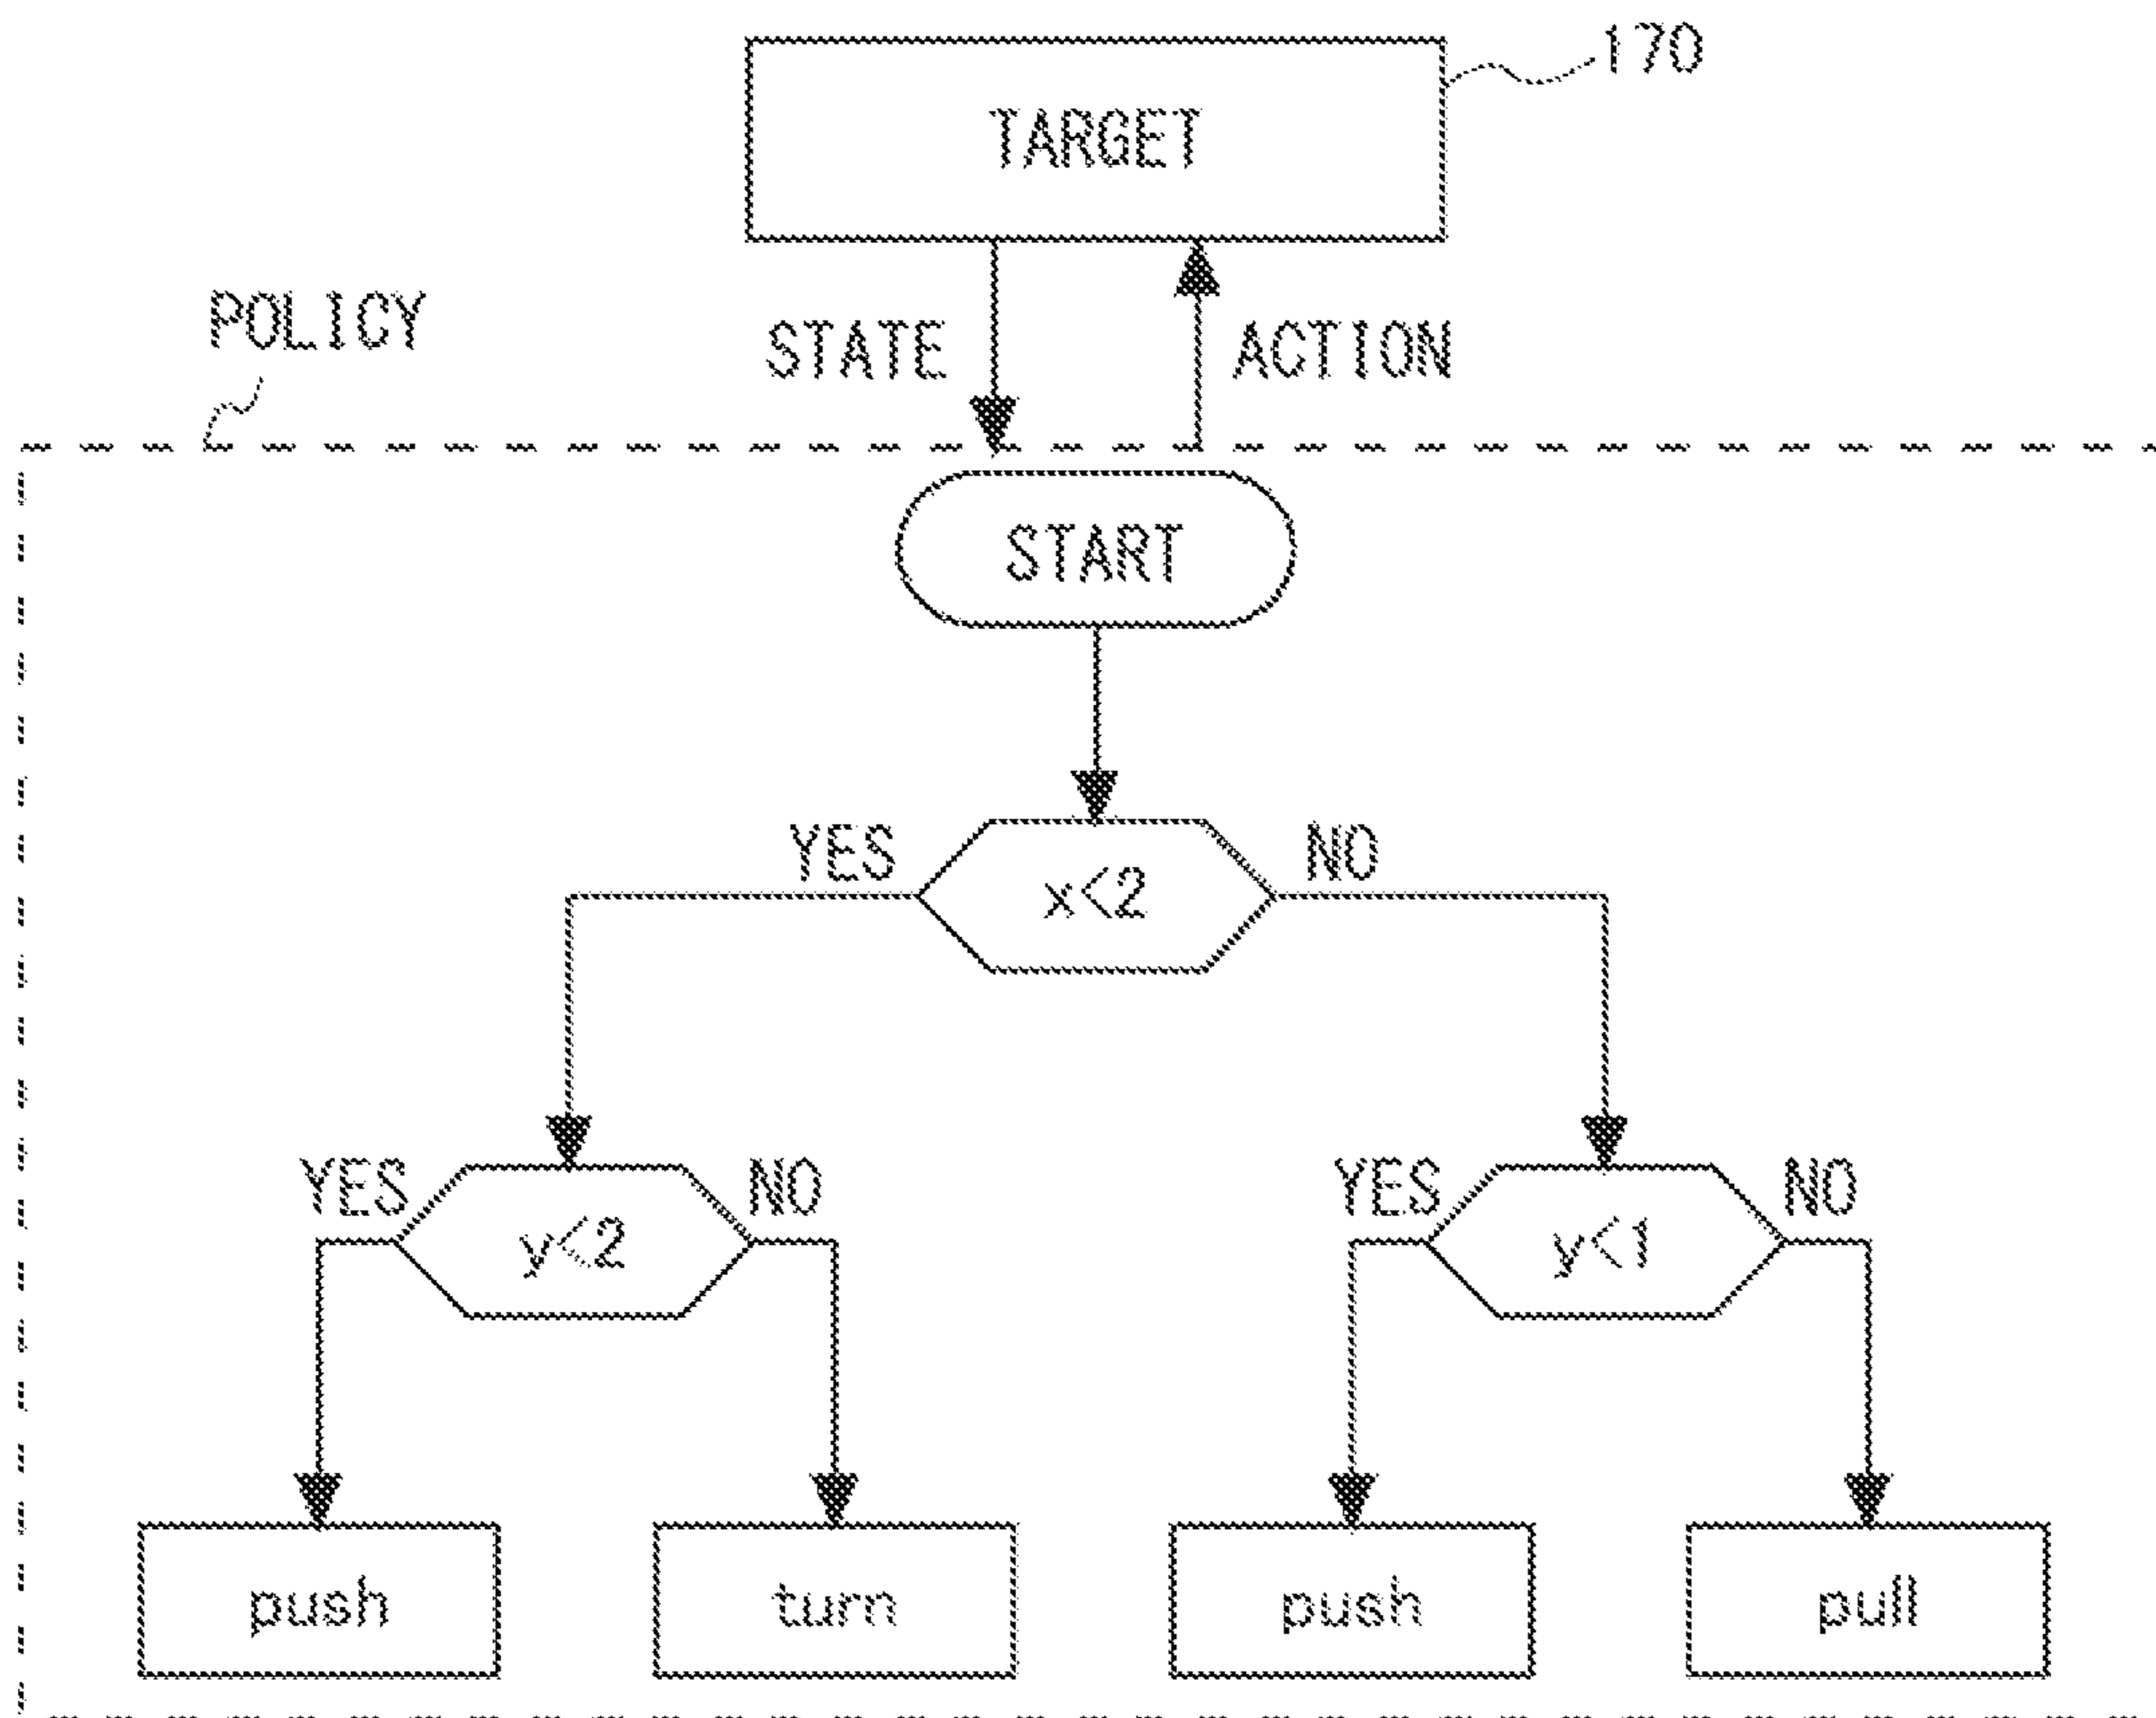 170
TARGET
POLICY
STATE
ACTION
START
YES
NO
x<2
YES
NO
YES
NO
y<2
y<1
push
turn
push
pull